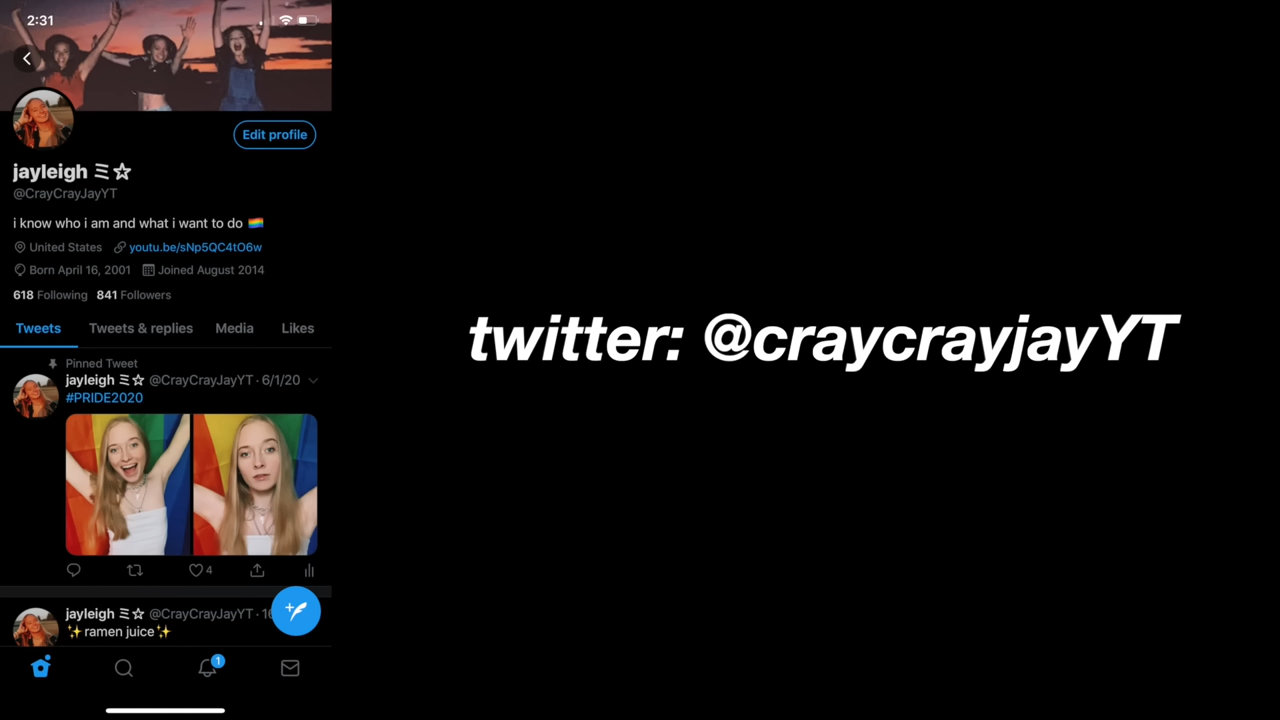 2:31
Edit profile
jayleigh ミ☆
@CrayCrayJayYT
i know who i am and what i want to do 🏳️‍🌈
United States youtu.be/sNp5QC4tO6w
Born April 16, 2001 Joined August 2014
618 Following 841 Followers
Tweets Tweets & replies Media Likes
Pinned Tweet
jayleigh ミ☆ @CrayCrayJayYT · 6/1/20
#PRIDE2020
4
jayleigh ミ☆ @CrayCrayJayYT ·
✨ramen juice✨
1
twitter: @craycrayjayYT